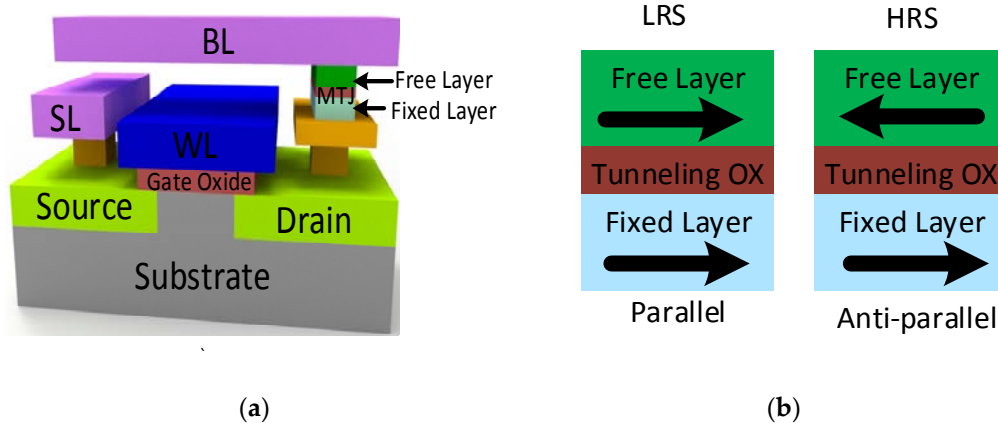 BL
Free Layer
MTJ
Fixed Layer
SL
WL
Gate Oxide
Source
Drain
Substrate
`
(a)
LRS
HRS
Free Layer
Free Layer
Tunneling OX
Tunneling OX
Fixed Layer
Fixed Layer
Parallel
Anti-parallel
(b)